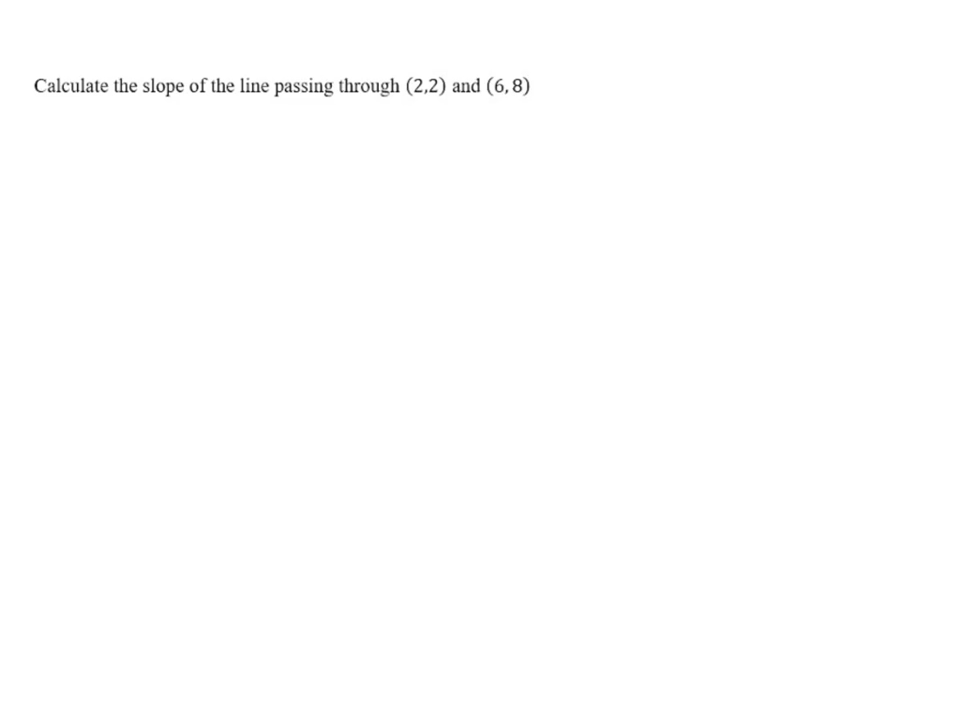 Calculate the slope of the line passing through (2,2) and (6, 8)